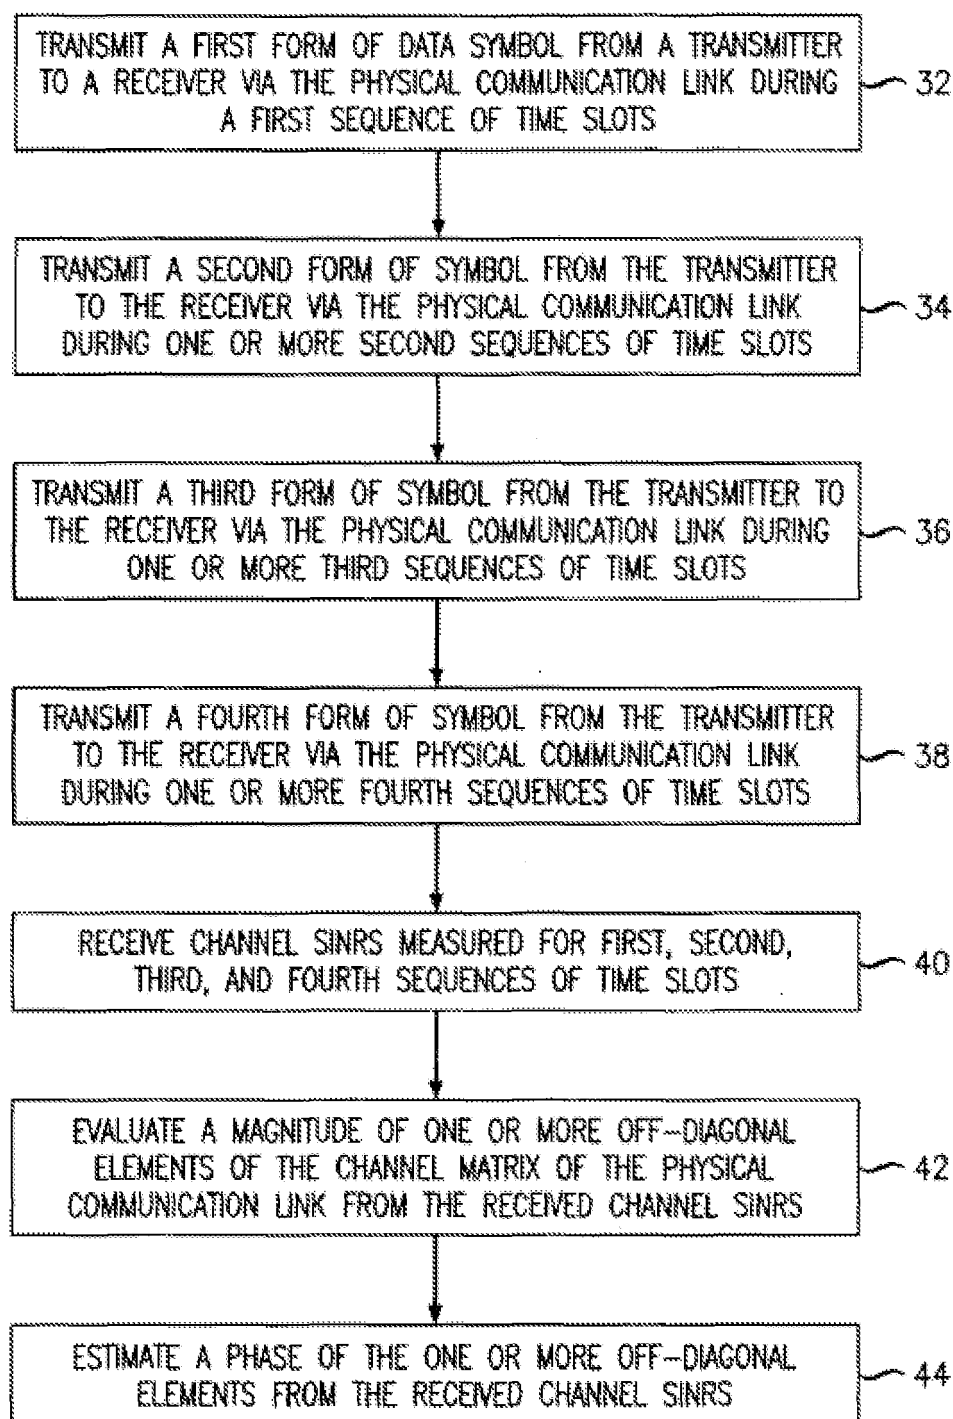 TRANSMIT A FIRST FORM OF DATA SYMBOL FROM A TRANSMITTER
TO A RECEIVER VIA THE PHYSICAL COMMUNICATION LINK DURING
A FIRST SEQUENCE OF TIME SLOTS
32
TRANSMIT A SECOND FORM OF SYMBOL FROM THE TRANSMITTER
TO THE RECEIVER VIA THE PHYSICAL COMMUNICATION LINK
DURING ONE OR MORE SECOND SEQUENCES OF TIME SLOTS
34
TRANSMIT A THIRD FORM OF SYMBOL FROM THE TRANSMITTER TO
THE RECEIVER VIA THE PHYSICAL COMMUNICATION LINK DURING
ONE OR MORE THIRD SEQUENCES OF TIME SLOTS
36
TRANSMIT A FOURTH FORM OF SYMBOL FROM THE TRANSMITTER
TO THE RECEIVER VIA THE PHYSICAL COMMUNICATION LINK
DURING ONE OR MORE FOURTH SEQUENCES OF TIME SLOTS
38
RECEIVE CHANNEL SINRS MEASURED FOR FIRST, SECOND,
THIRD, AND FOURTH SEQUENCES OF TIME SLOTS
40
EVALUATE A MAGNITUDE OF ONE OR MORE OFF-DIAGONAL
ELEMENTS OF THE CHANNEL MATRIX OF THE PHYSICAL
COMMUNICATION LINK FROM THE RECEIVED CHANNEL SINRS
42
ESTIMATE A PHASE OF THE ONE OR MORE OFF-DIAGONAL
ELEMENTS FROM THE RECEIVED CHANNEL SINRS
44